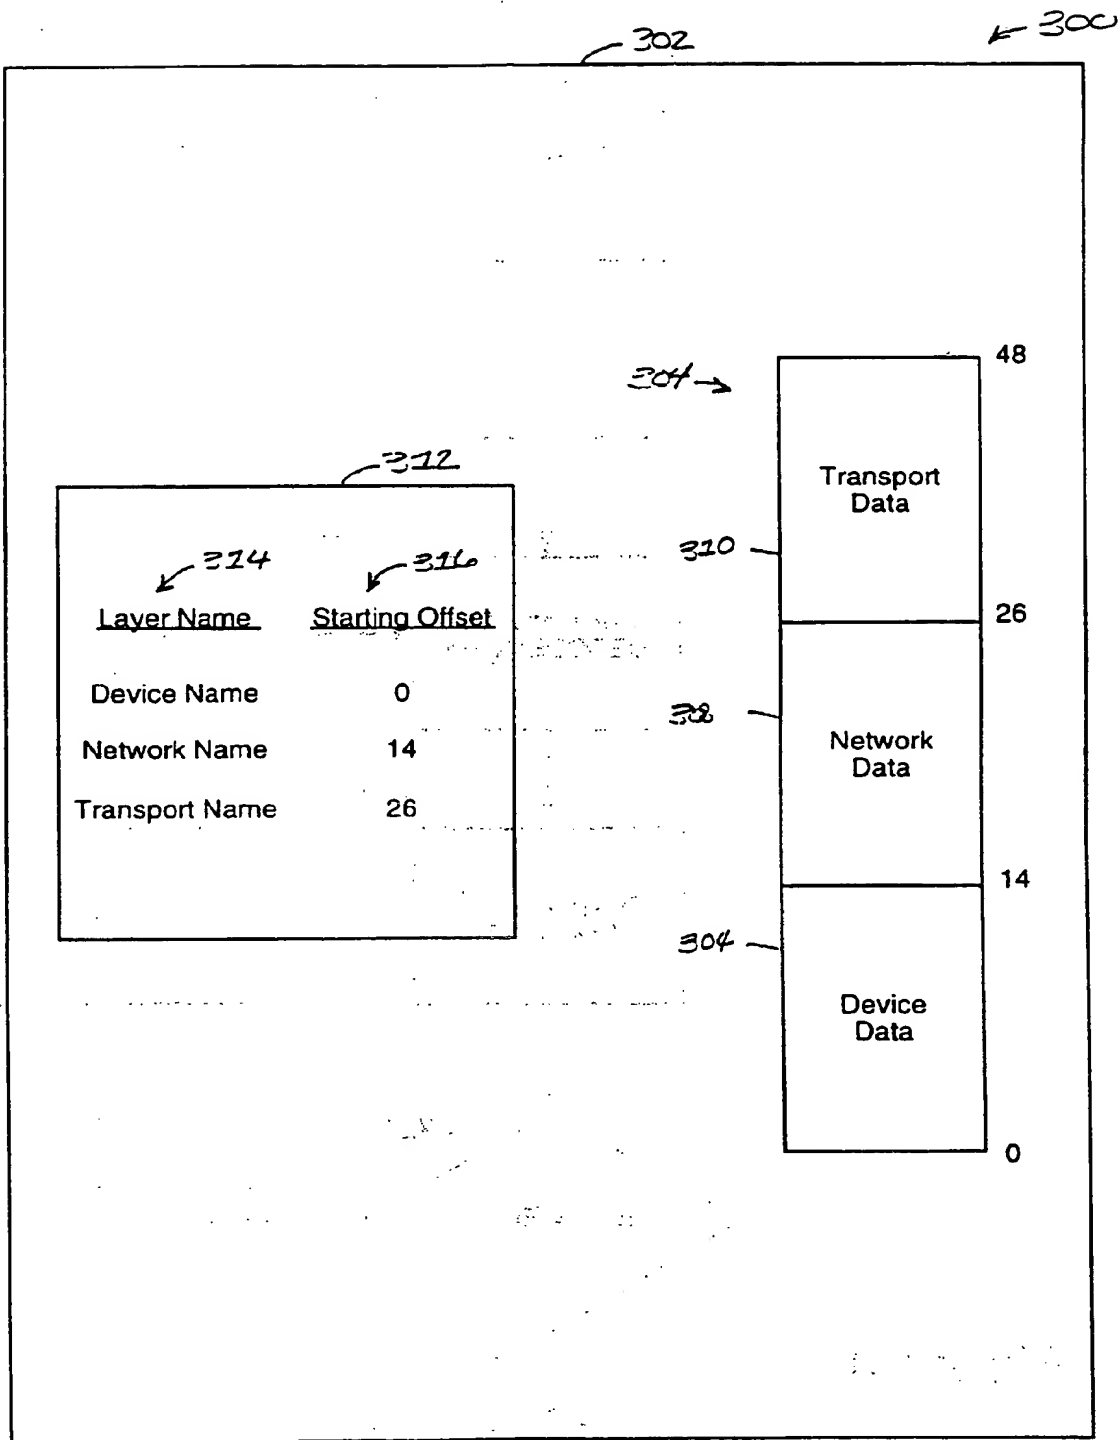 300
302
48
304
Transport
Data
312
310
314
316
Layer Name
Starting Offset
26
Device Name
0
308
Network Name
14
Network
Data
Transport Name
26
14
304
Device
Data
0